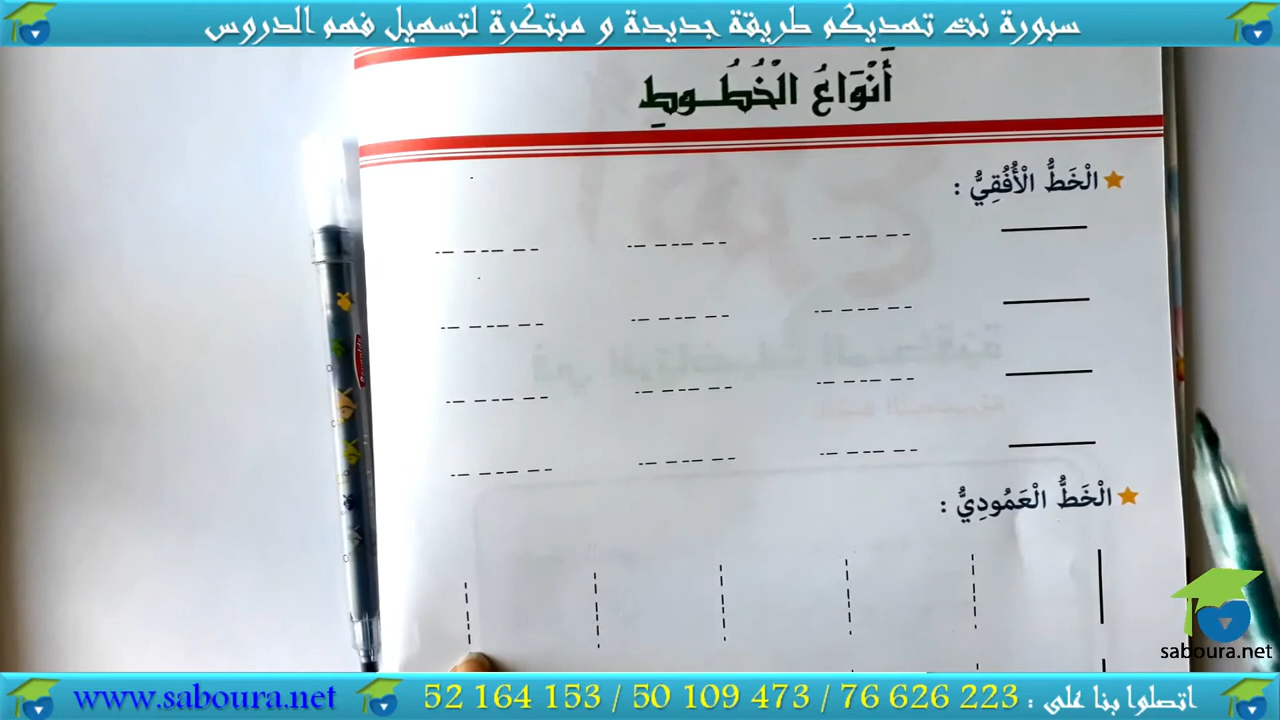 سبورة نت تهديكم طريقة جديدة و مبتكرة لتسهيل فهم الدروس
أَنْوَاعُ الْخُطُـوطِ
الْخَطُّ الْأُفُقِيُّ :
الْخَطُّ الْعَمُودِيُّ :
saboura.net
اتصلوا بنا على : 52 164 153 / 50 109 473 / 76 626 223
www.saboura.net